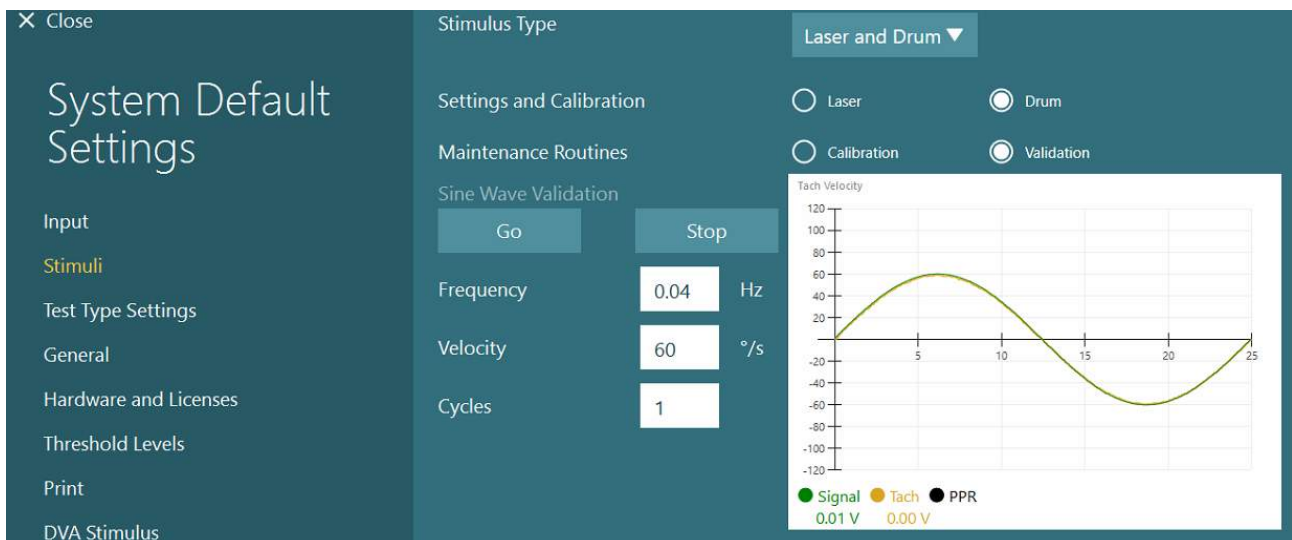 Close
System Default
Settings
Input
Stimuli
Test Type Settings
General
Hardware and Licenses
Threshold Levels
Print
DVA Stimulus
Stimulus Type
Laser and Drum
Settings and Calibration
Laser
Drum
Maintenance Routines
Calibration
Validation
Sine Wave Validation
Go
Stop
Frequency
0.04
Hz
Velocity
60
°/s
Cycles
1
Tach Velocity
120
100
80
60
40
20
-20
-40
-60
-80
-100
-120
5
10
15
20
25
Signal
Tach
PPR
0.01 V
0.00 V